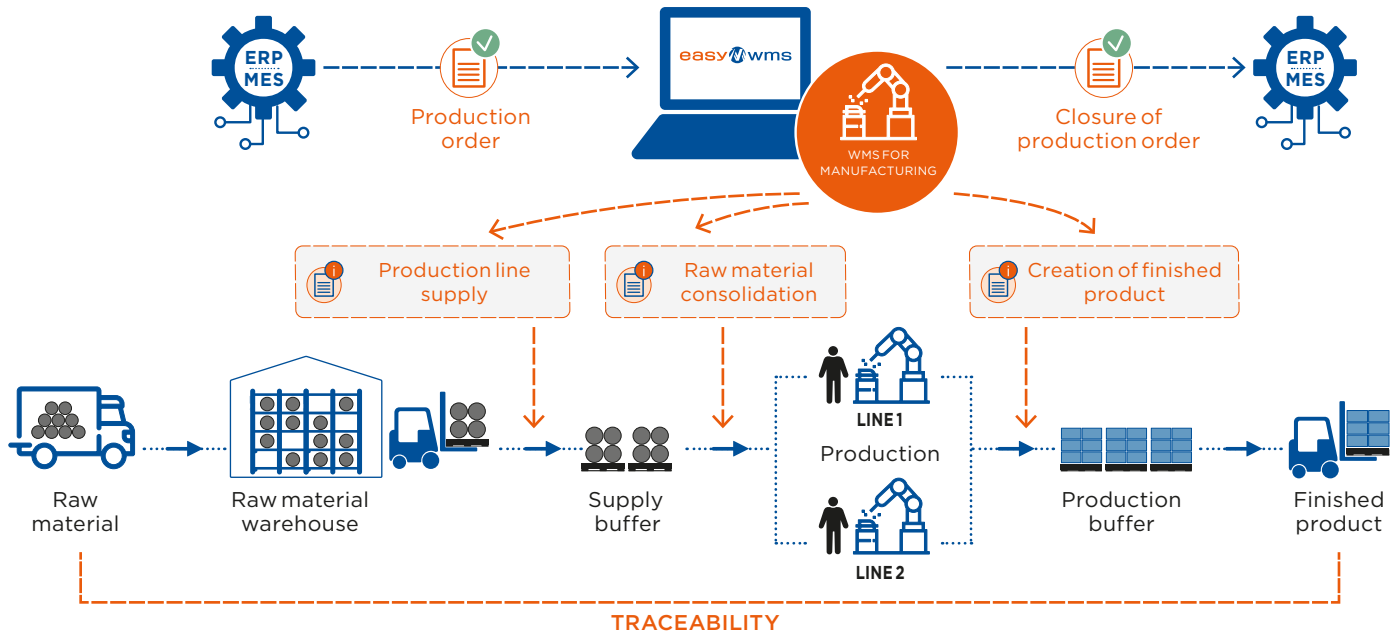 ERP
MES
Production
order
easy wms
WMS FOR
MANUFACTURING
Closure of
production order
ERP
MES
i
Production line
supply
i
Raw material
consolidation
i
Creation of finished
product
LINE 1
Production
LINE 2
Raw
material
Raw material
warehouse
Supply
buffer
Production
buffer
Finished
product
TRACEABILITY